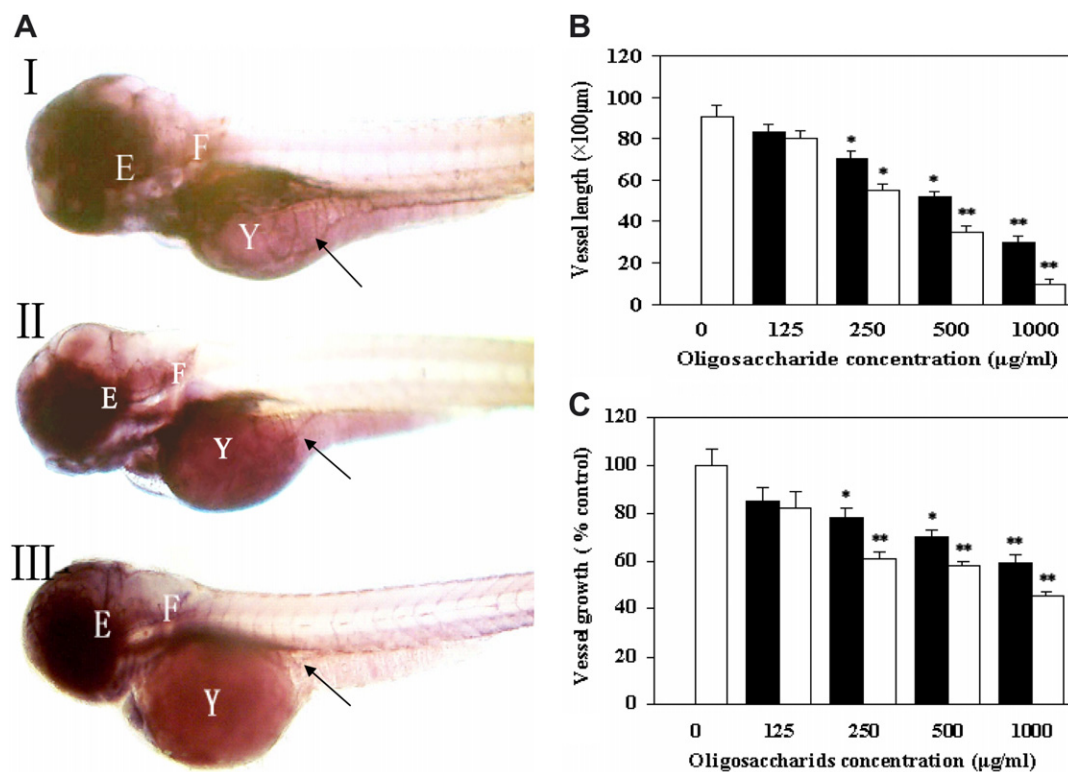 A
I
E
F
Y
II
E
F
Y
III
E
F
Y
B
Vessel length (×100μm)
120
100
80
60
40
20
0
*
*
*
**
**
**
0 125 250 500 1000
Oligosaccharide concentration (μg/ml)
C
Vessel growth ( % control)
120
100
80
60
40
20
0
*
**
*
**
**
**
0 125 250 500 1000
Oligosaccharids concentration (μg/ml)